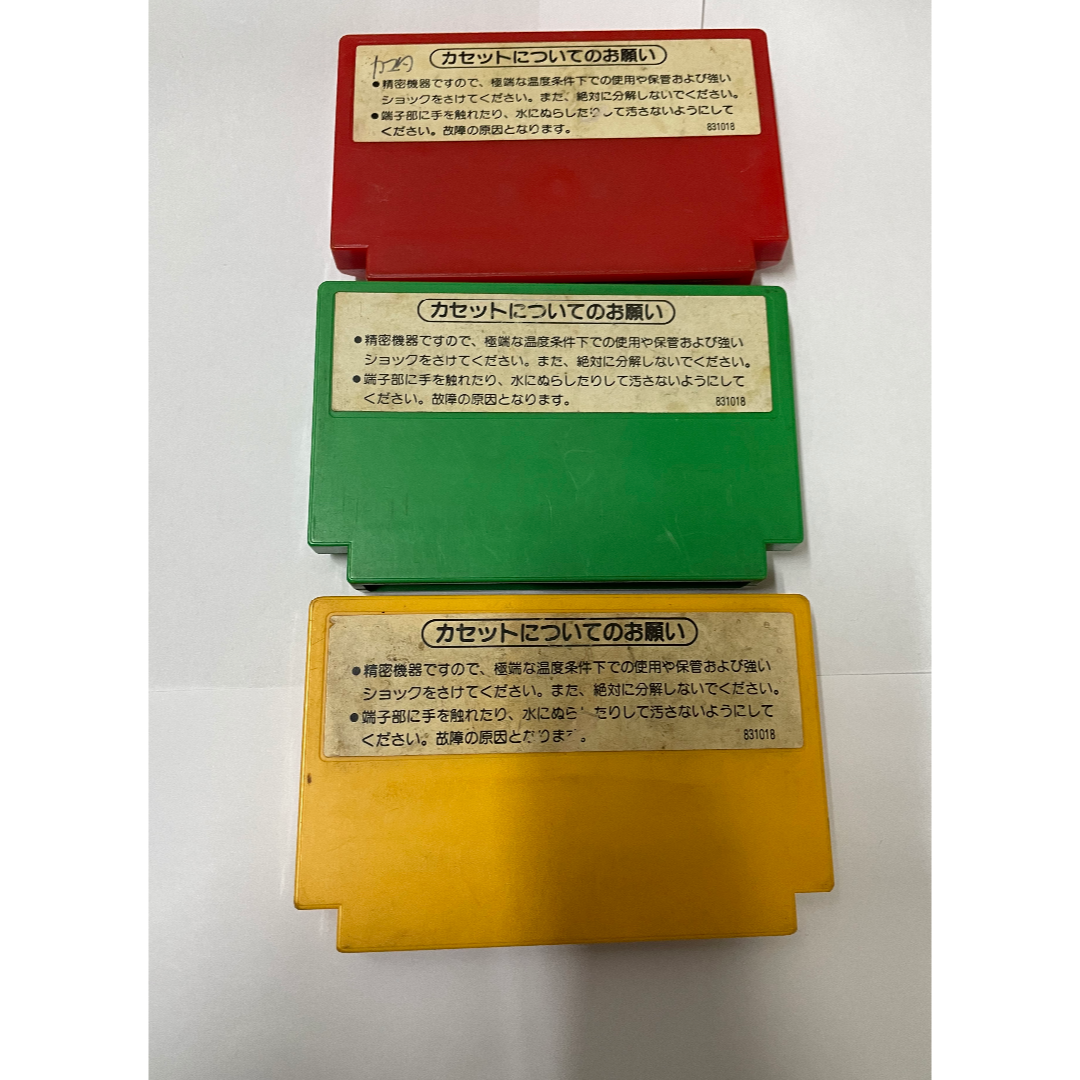 カセットについてのお願い
●精密機器ですので、極端な温度条件下での使用や保管および強い
ショックをさけてください。また、絶対に分解しないでください。
●端子部に手を触れたり、水にぬらしたりして汚さないようにして
ください。故障の原因となります。 831018
カセットについてのお願い
●精密機器ですので、極端な温度条件下での使用や保管および強い
ショックをさけてください。また、絶対に分解しないでください。
●端子部に手を触れたり、水にぬらしたりして汚さないようにして
ください。故障の原因となります。 831018
カセットについてのお願い
●精密機器ですので、極端な温度条件下での使用や保管および強い
ショックをさけてください。また、絶対に分解しないでください。
●端子部に手を触れたり、水にぬらしたりして汚さないようにして
ください。故障の原因となります。 831018